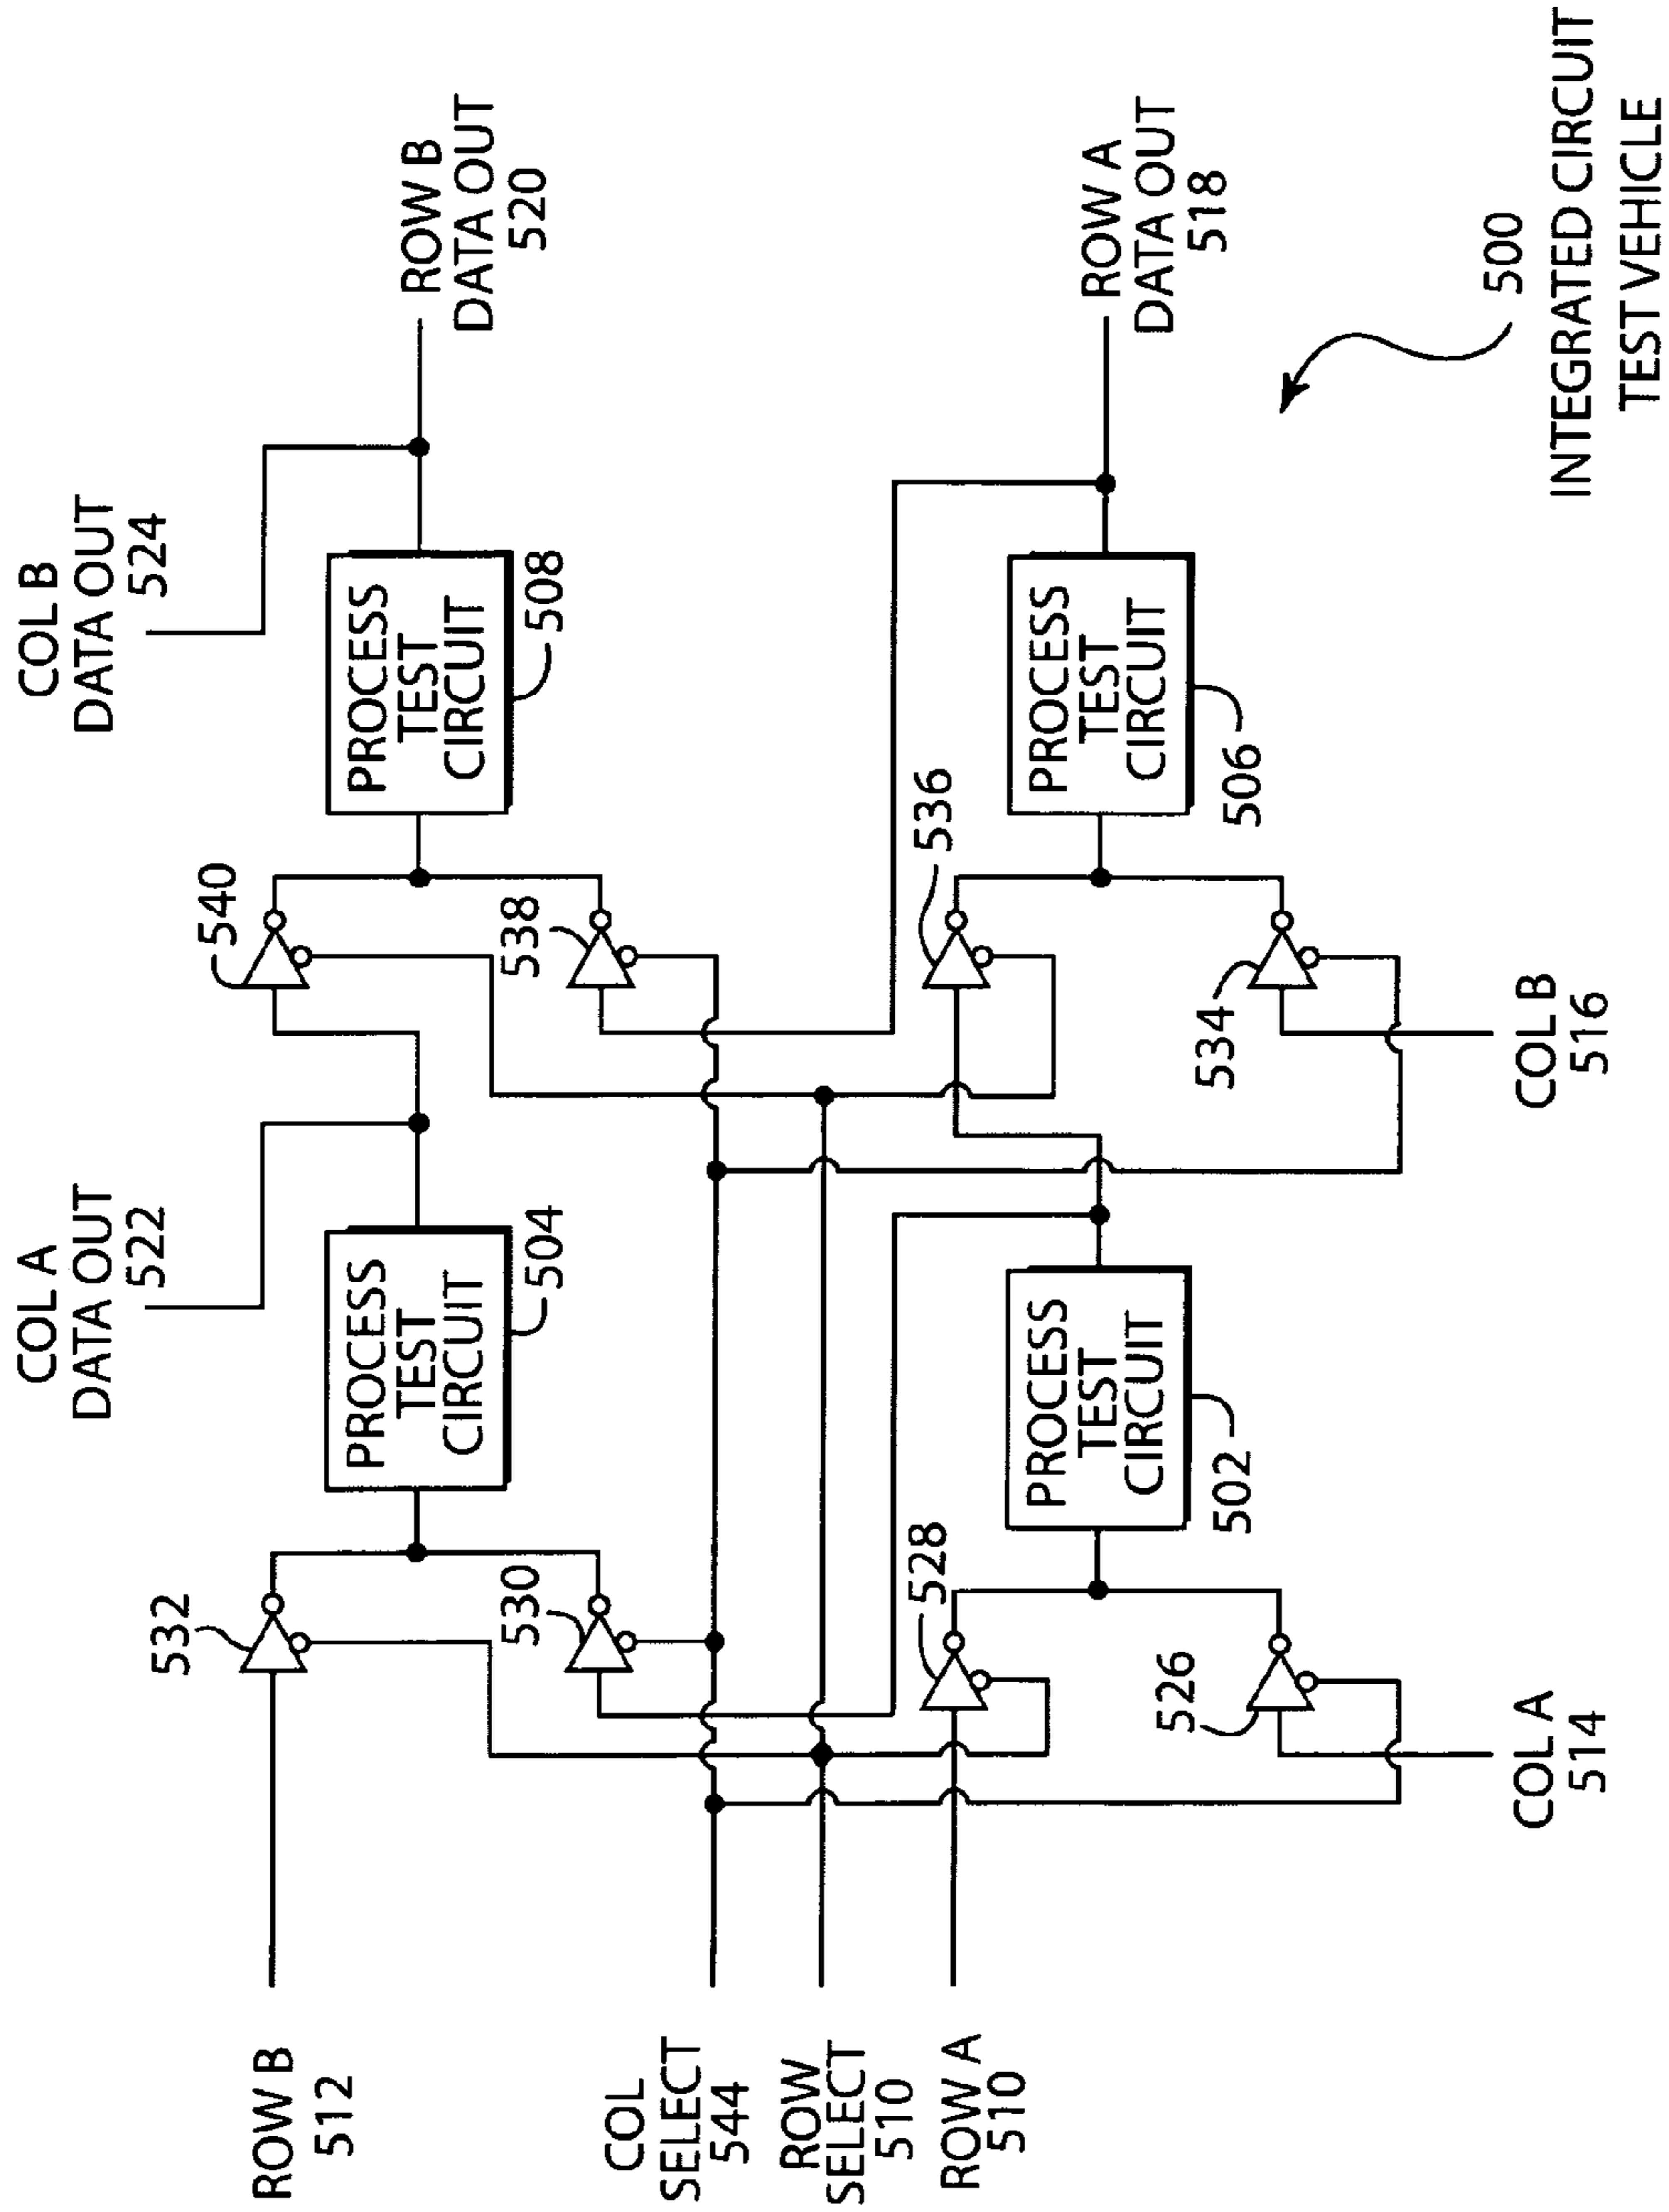 COL A
DATA OUT
522
COL B
DATA OUT
524
ROW B
512
532
530
PROCESS
TEST
CIRCUIT
504
540
538
PROCESS
TEST
CIRCUIT
508
ROW B
DATA OUT
520
COL
SELECT
544
ROW
SELECT
510
ROW A
510
528
526
PROCESS
TEST
CIRCUIT
502
536
534
PROCESS
TEST
CIRCUIT
506
ROW A
DATA OUT
518
COL A
514
COL B
516
500
INTEGRATED CIRCUIT
TEST VEHICLE